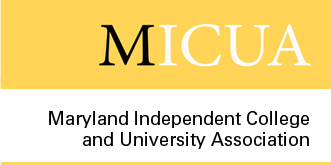 MICUA
Maryland Independent College
and University Association